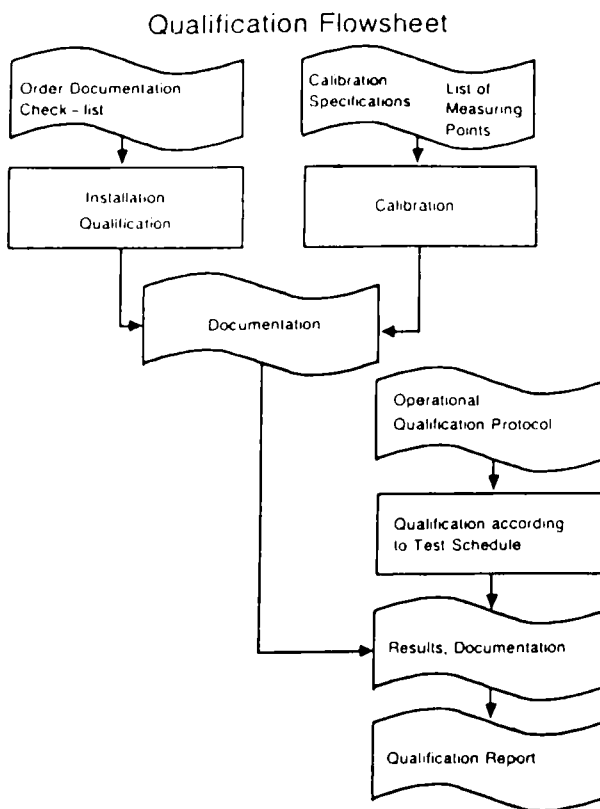 Qualification Flowsheet
Order Documentation
Check - list
Calibration
Specifications
List of
Measuring
Points
Installation
Qualification
Calibration
Documentation
Operational
Qualification Protocol
Qualification according
to Test Schedule
Results, Documentation
Qualification Report